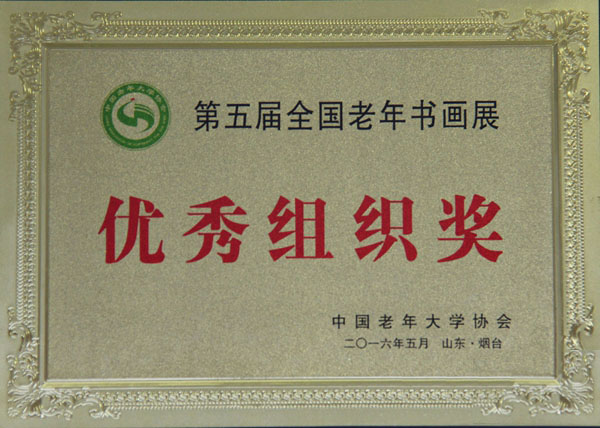 第五届全国老年书画展
优秀组织奖
中国老年大学协会
二〇一六年五月 山东·烟台